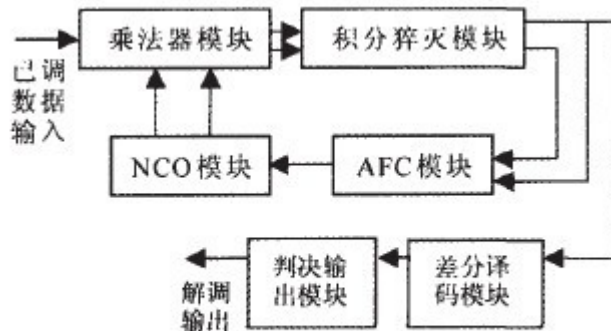 乘法器模块
积分猝灭模块
已调
数据
输入
NCO模块
AFC模块
解调
输出
判决输
出模块
差分译
码模块